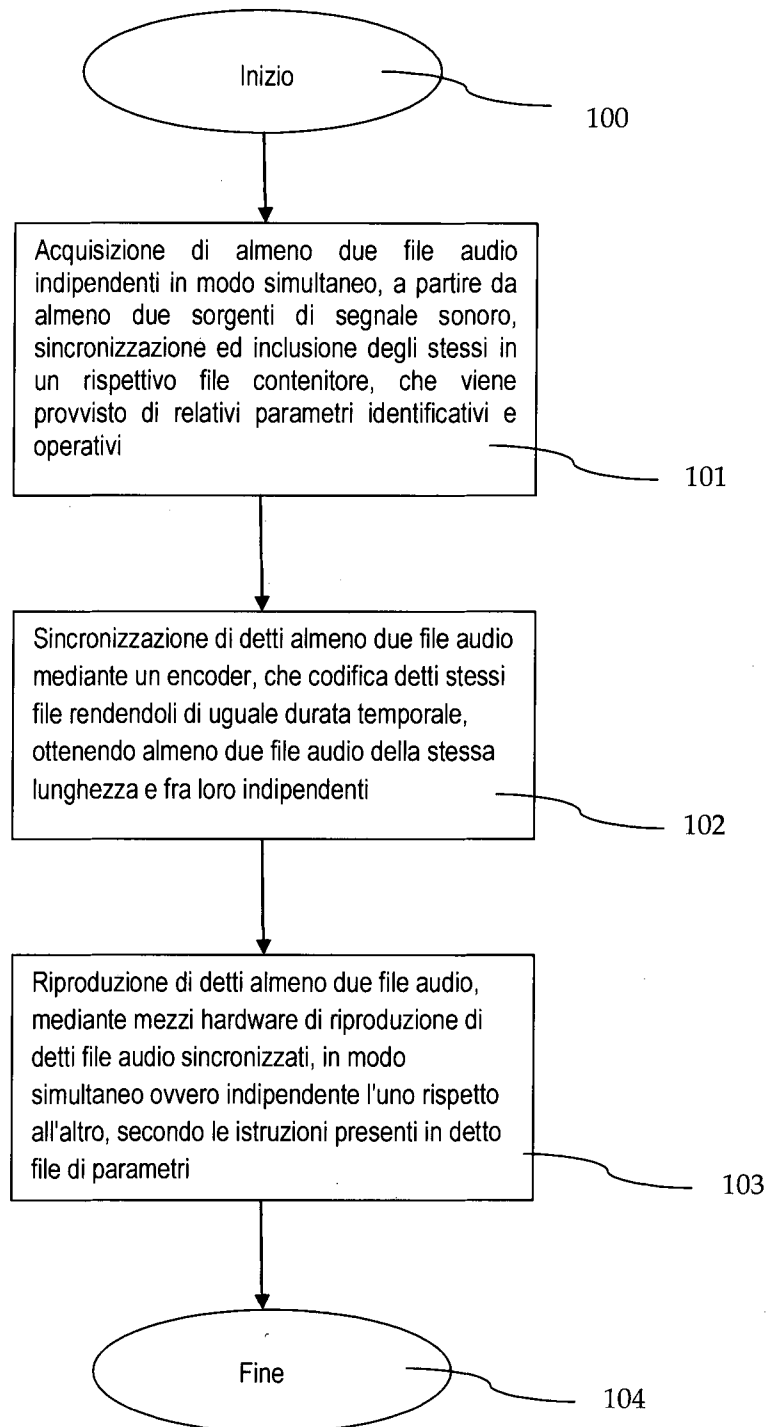 Inizio
100
Acquisizione di almeno due file audio
indipendenti in modo simultaneo, a partire da
almeno due sorgenti di segnale sonoro,
sincronizzazione ed inclusione degli stessi in
un rispettivo file contenitore, che viene
provvisto di relativi parametri identificativi e
operativi
101
Sincronizzazione di detti almeno due file audio
mediante un encoder, che codifica detti stessi
file rendendoli di uguale durata temporale,
ottenendo almeno due file audio della stessa
lunghezza e fra loro indipendenti
102
Riproduzione di detti almeno due file audio,
mediante mezzi hardware di riproduzione di
detti file audio sincronizzati, in modo
simultaneo ovvero indipendente l'uno rispetto
all'altro, secondo le istruzioni presenti in detto
file di parametri
103
Fine
104